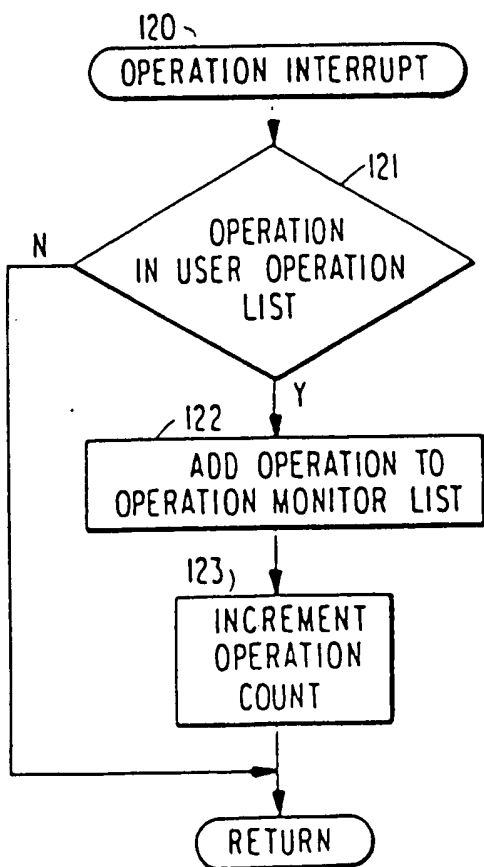 120
OPERATION INTERRUPT
121
OPERATION
IN USER OPERATION
LIST
N
Y
122
ADD OPERATION TO
OPERATION MONITOR LIST
123
INCREMENT
OPERATION
COUNT
RETURN